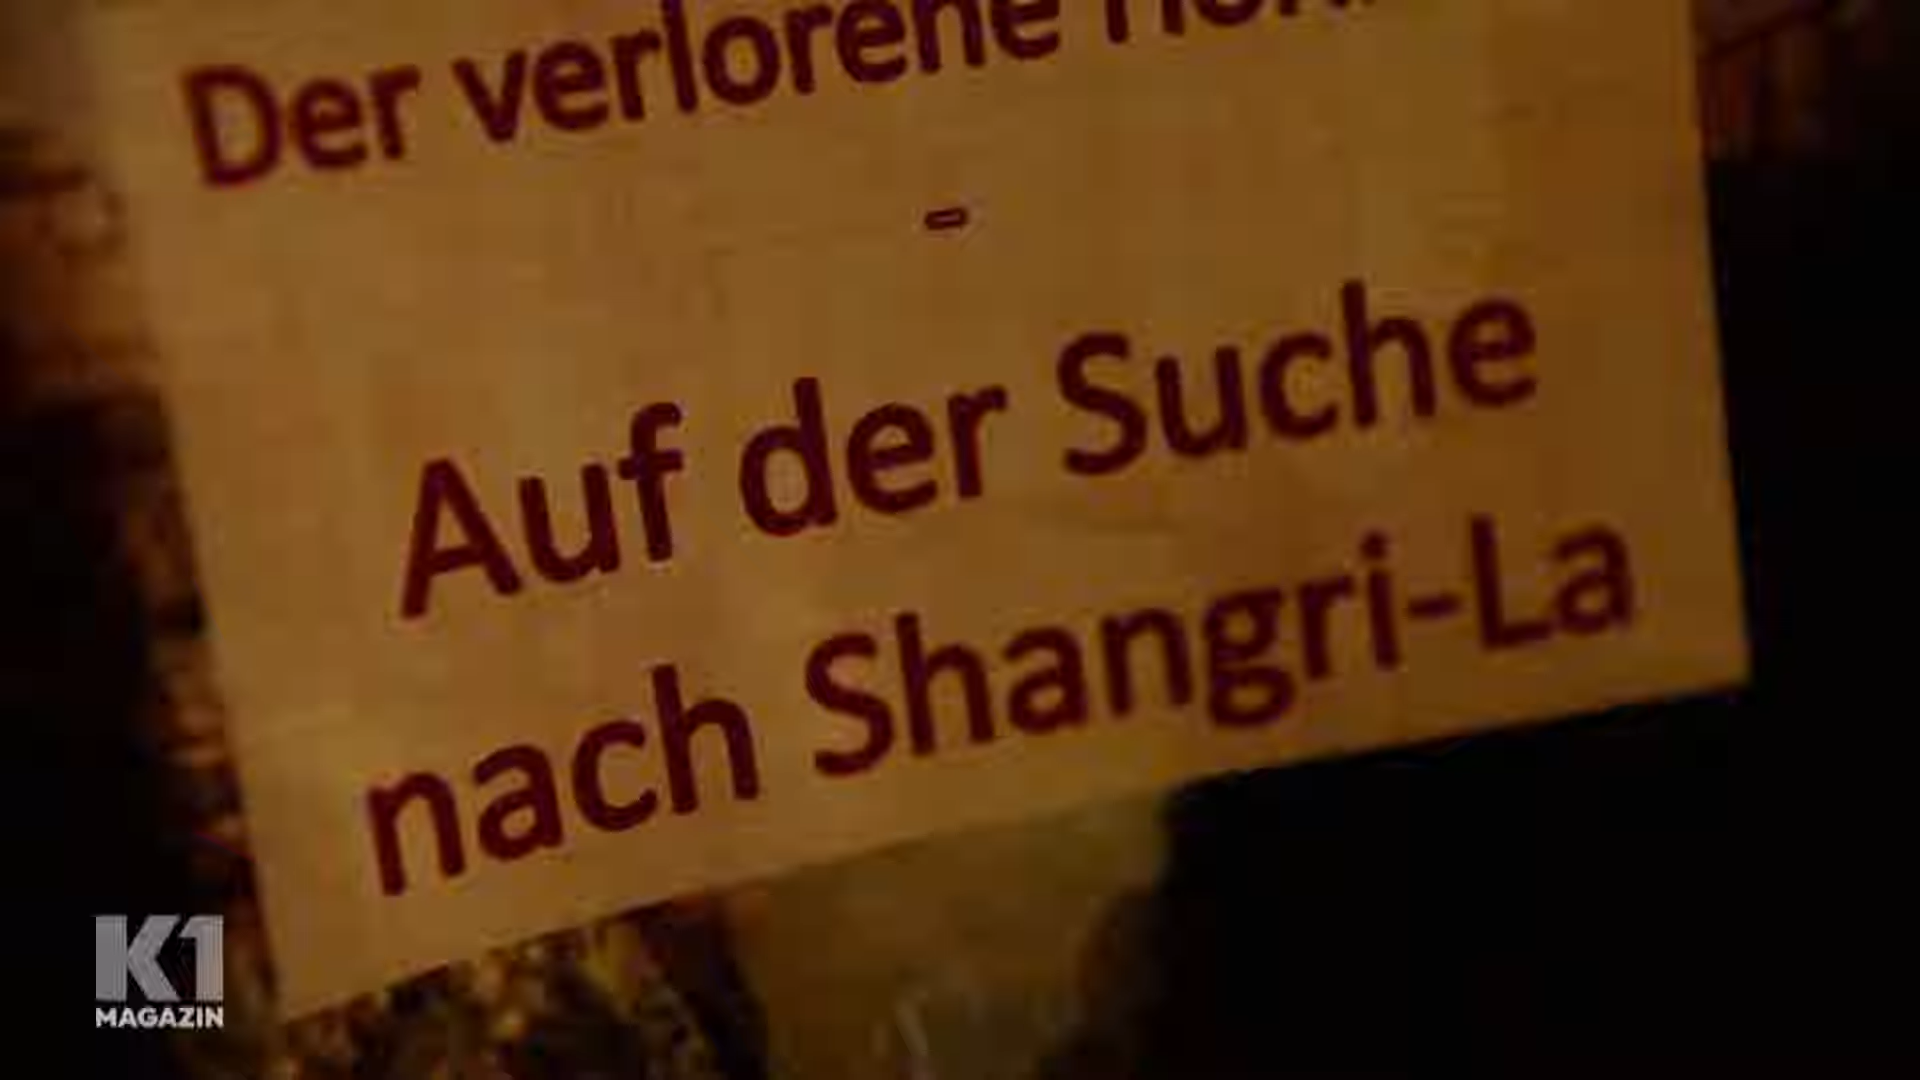 Der verlorene
-
Auf der Suche
nach Shangri-La
K1
MAGAZIN